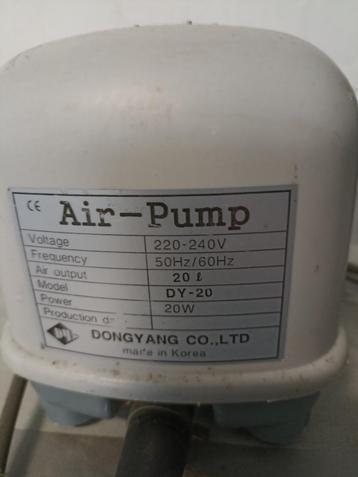 CE Air-Pump
Voltage 220-240V
Frequency 50Hz/60Hz
Air output 20 ℓ
Model DY-20
Power 20W
Production
DONGYANG CO.,LTD
made in Korea